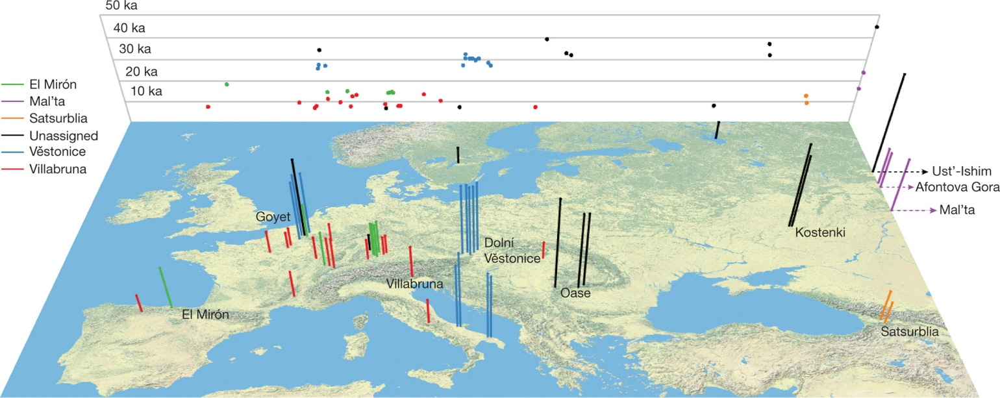 50 ka
40 ka
30 ka
20 ka
10 ka
El Mirón
Mal'ta
Satsurblia
Unassigned
Věstonice
Villabruna
Ust'-Ishim
Afontova Gora
Mal'ta
Goyet
Kostenki
Dolní
Věstonice
Villabruna
Oase
El Mirón
Satsurblia